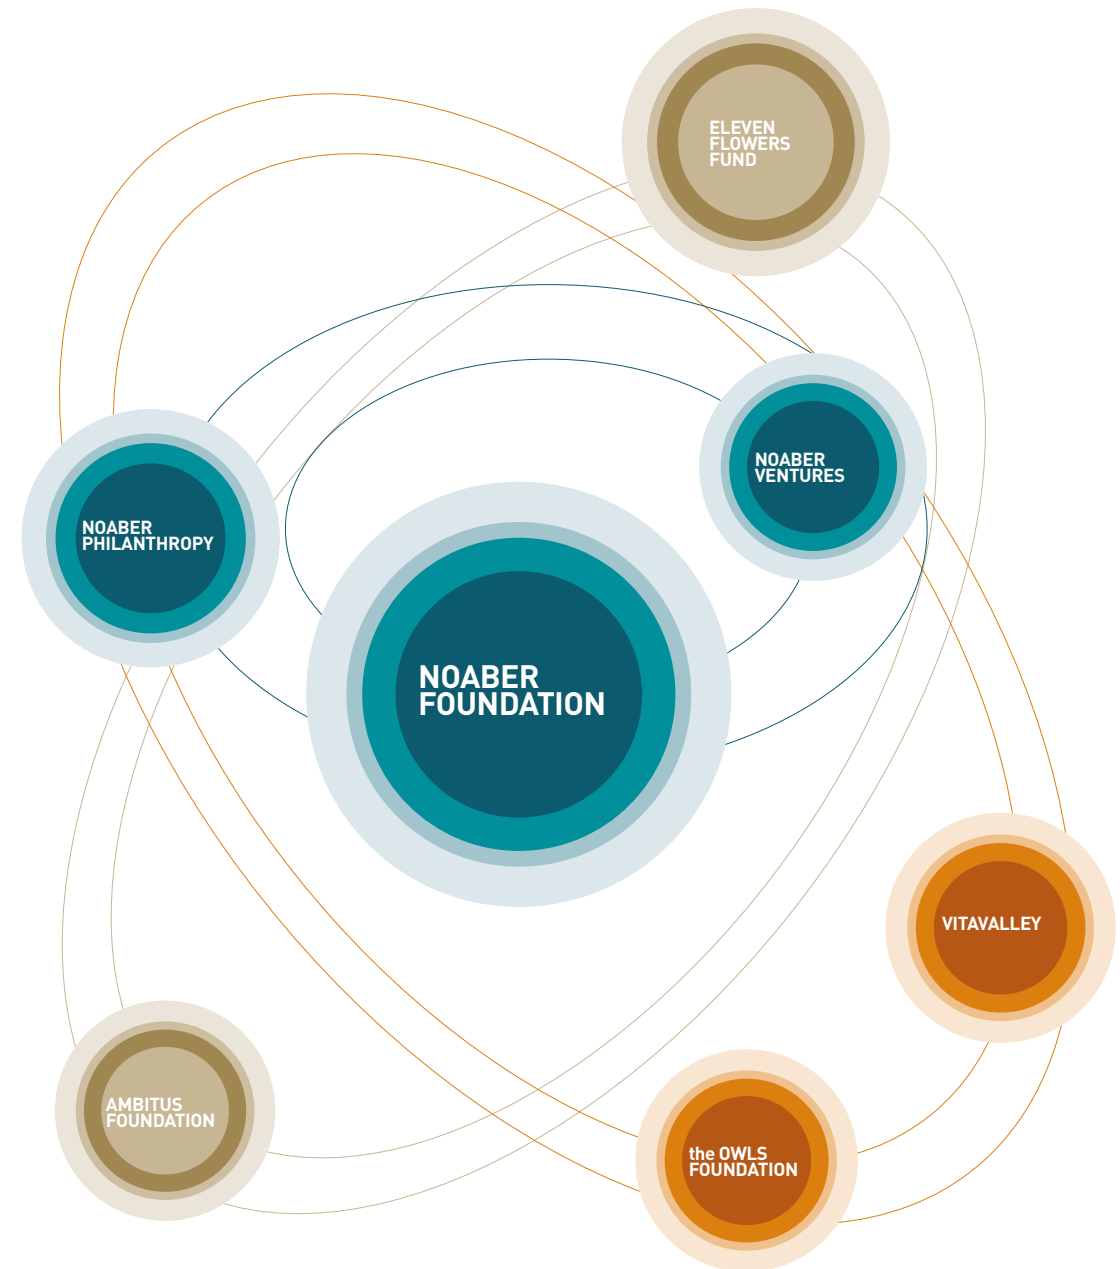 ELEVEN
FLOWERS
FUND
NOABER
VENTURES
NOABER
PHILANTHROPY
NOABER
FOUNDATION
VITAVALLEY
AMBITUS
FOUNDATION
the OWLS
FOUNDATION